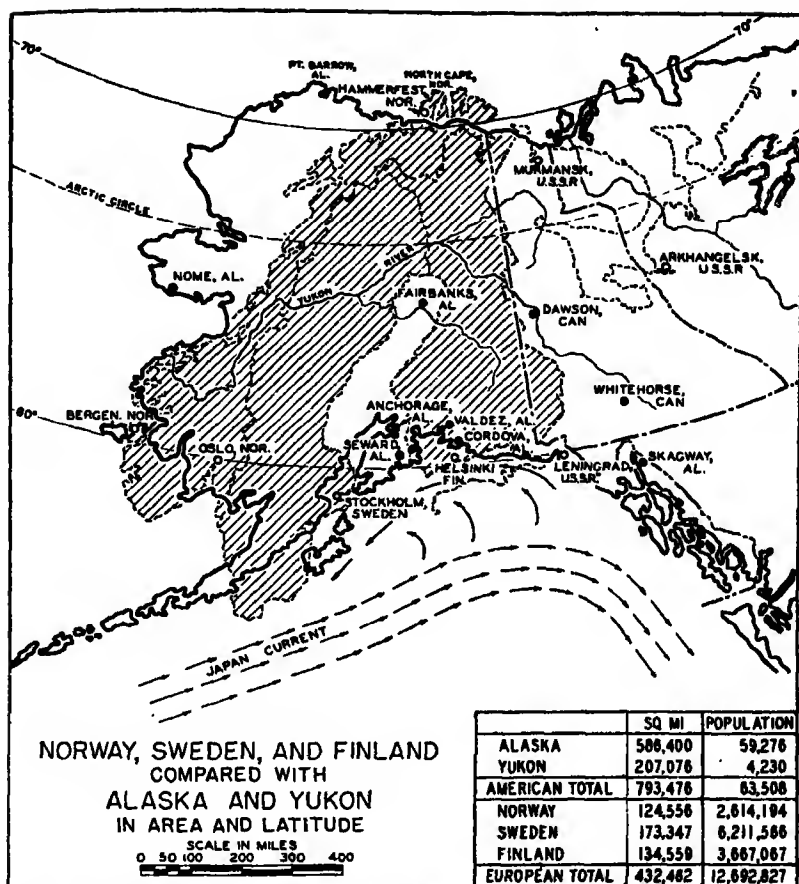 70°
70°
PT. BARROW,
AL.
NORTH CAPE,
NOR.
HAMMERFEST
NOR.
MURMANSK,
U.S.S.R
ARCTIC CIRCLE
ARKHANGELSK,
U.S.S.R
NOME, AL.
YUKON RIVER
FAIRBANKS,
AL
DAWSON,
CAN
WHITEHORSE,
CAN
60°
BERGEN. NOR.
ANCHORAGE,
AL.
VALDEZ, AL.
CORDOVA,
OSLO, NOR.
SEWARD,
AL.
HELSINKI
FIN.
LENINGRAD,
U.S.S.R.
SKAGWAY,
AL.
STOCKHOLM,
SWEDEN
JAPAN CURRENT
NORWAY, SWEDEN, AND FINLAND
COMPARED WITH
ALASKA AND YUKON
IN AREA AND LATITUDE
SCALE IN MILES
0 50 100 200 300 400
SQ MI POPULATION
ALASKA 586,400 59,278
YUKON 207,076 4,230
AMERICAN TOTAL 793,476 63,508
NORWAY 124,556 2,814,194
SWEDEN 173,347 6,211,566
FINLAND 134,559 3,667,067
EUROPEAN TOTAL 432,462 12,692,827